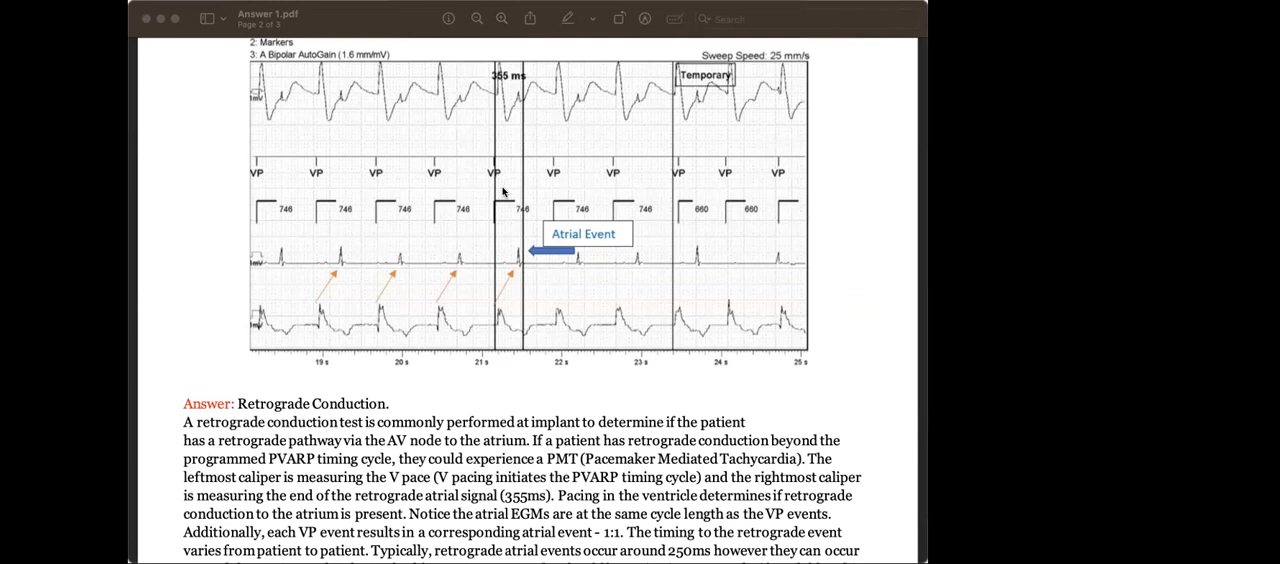 Answer 1.pdf
Page 2 of 3
Search
2: Markers
3: A Bipolar AutoGain (1.6 mm/mV)
Sweep Speed: 25 mm/s
355 ms
Temporary
1mV
VP VP VP VP VP VP VP VP VP VP
746 746 746 746 746 746 746 660 660
Atrial Event
1mV
1mV
19 s 20 s 21 s 22 s 23 s 24 s 25 s
Answer: Retrograde Conduction.
A retrograde conduction test is commonly performed at implant to determine if the patient
has a retrograde pathway via the AV node to the atrium. If a patient has retrograde conduction beyond the
programmed PVARP timing cycle, they could experience a PMT (Pacemaker Mediated Tachycardia). The
leftmost caliper is measuring the V pace (V pacing initiates the PVARP timing cycle) and the rightmost caliper
is measuring the end of the retrograde atrial signal (355ms). Pacing in the ventricle determines if retrograde
conduction to the atrium is present. Notice the atrial EGMs are at the same cycle length as the VP events.
Additionally, each VP event results in a corresponding atrial event - 1:1. The timing to the retrograde event
varies from patient to patient. Typically, retrograde atrial events occur around 250ms however they can occur